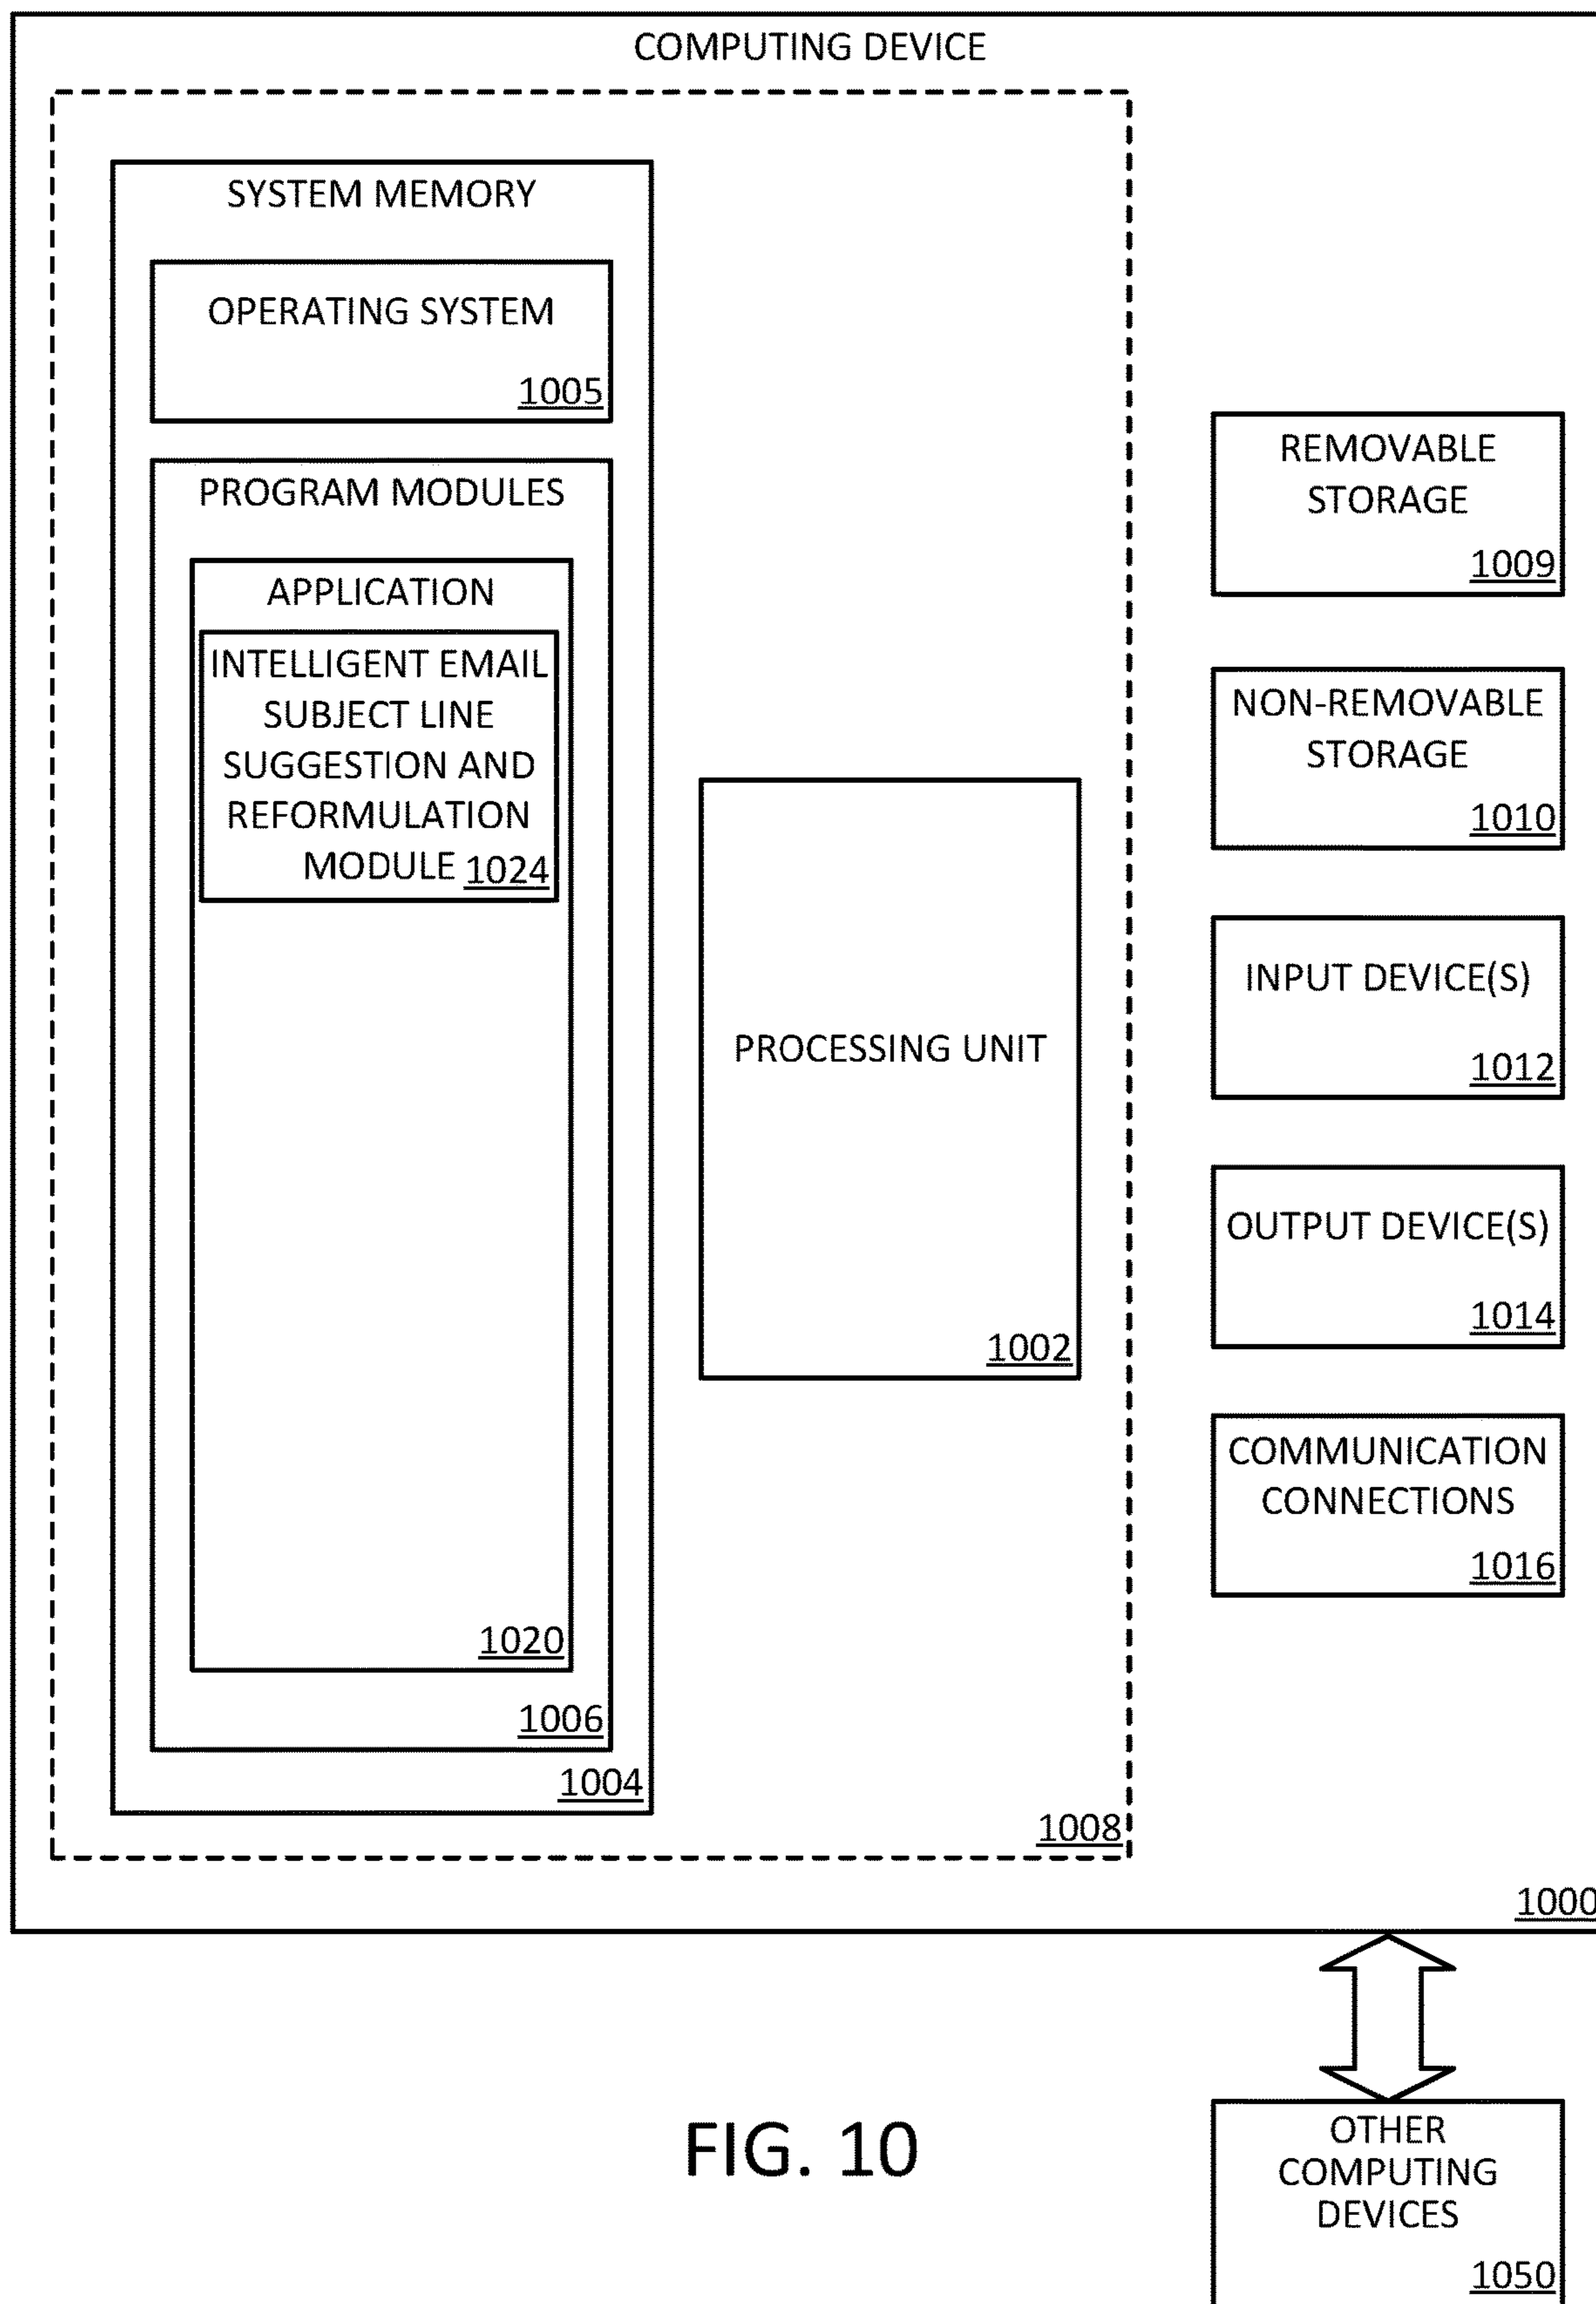 COMPUTING DEVICE
SYSTEM MEMORY
OPERATING SYSTEM
1005
PROGRAM MODULES
APPLICATION
INTELLIGENT EMAIL
SUBJECT LINE
SUGGESTION AND
REFORMULATION
MODULE 1024
1020
1006
1004
PROCESSING UNIT
1002
1008
REMOVABLE
STORAGE
1009
NON-REMOVABLE
STORAGE
1010
INPUT DEVICE(S)
1012
OUTPUT DEVICE(S)
1014
COMMUNICATION
CONNECTIONS
1016
1000
OTHER
COMPUTING
DEVICES
1050
FIG. 10